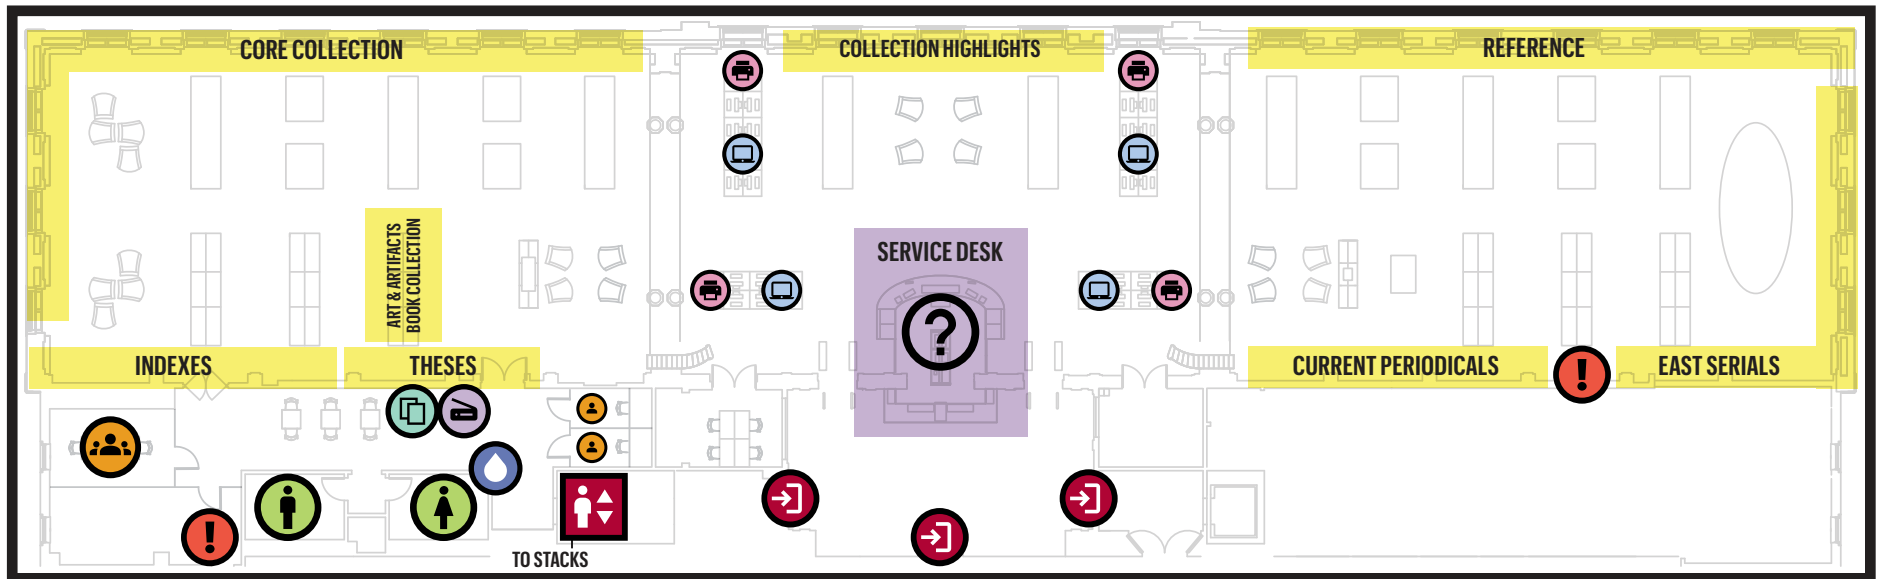 CORE COLLECTION
COLLECTION HIGHLIGHTS
REFERENCE
ART & ARTIFACTS
BOOK COLLECTION
SERVICE DESK
?
INDEXES
THESES
CURRENT PERIODICALS
!
EAST SERIALS
!
TO STACKS